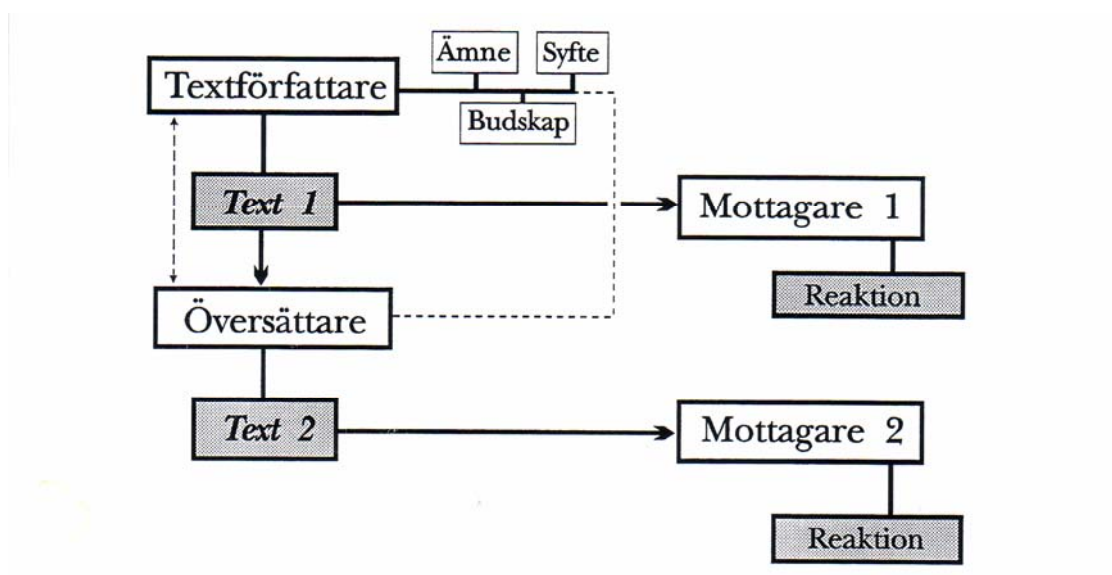 Ämne
Syfte
Textförfattare
Budskap
Text 1
Mottagare 1
Reaktion
Översättare
Text 2
Mottagare 2
Reaktion